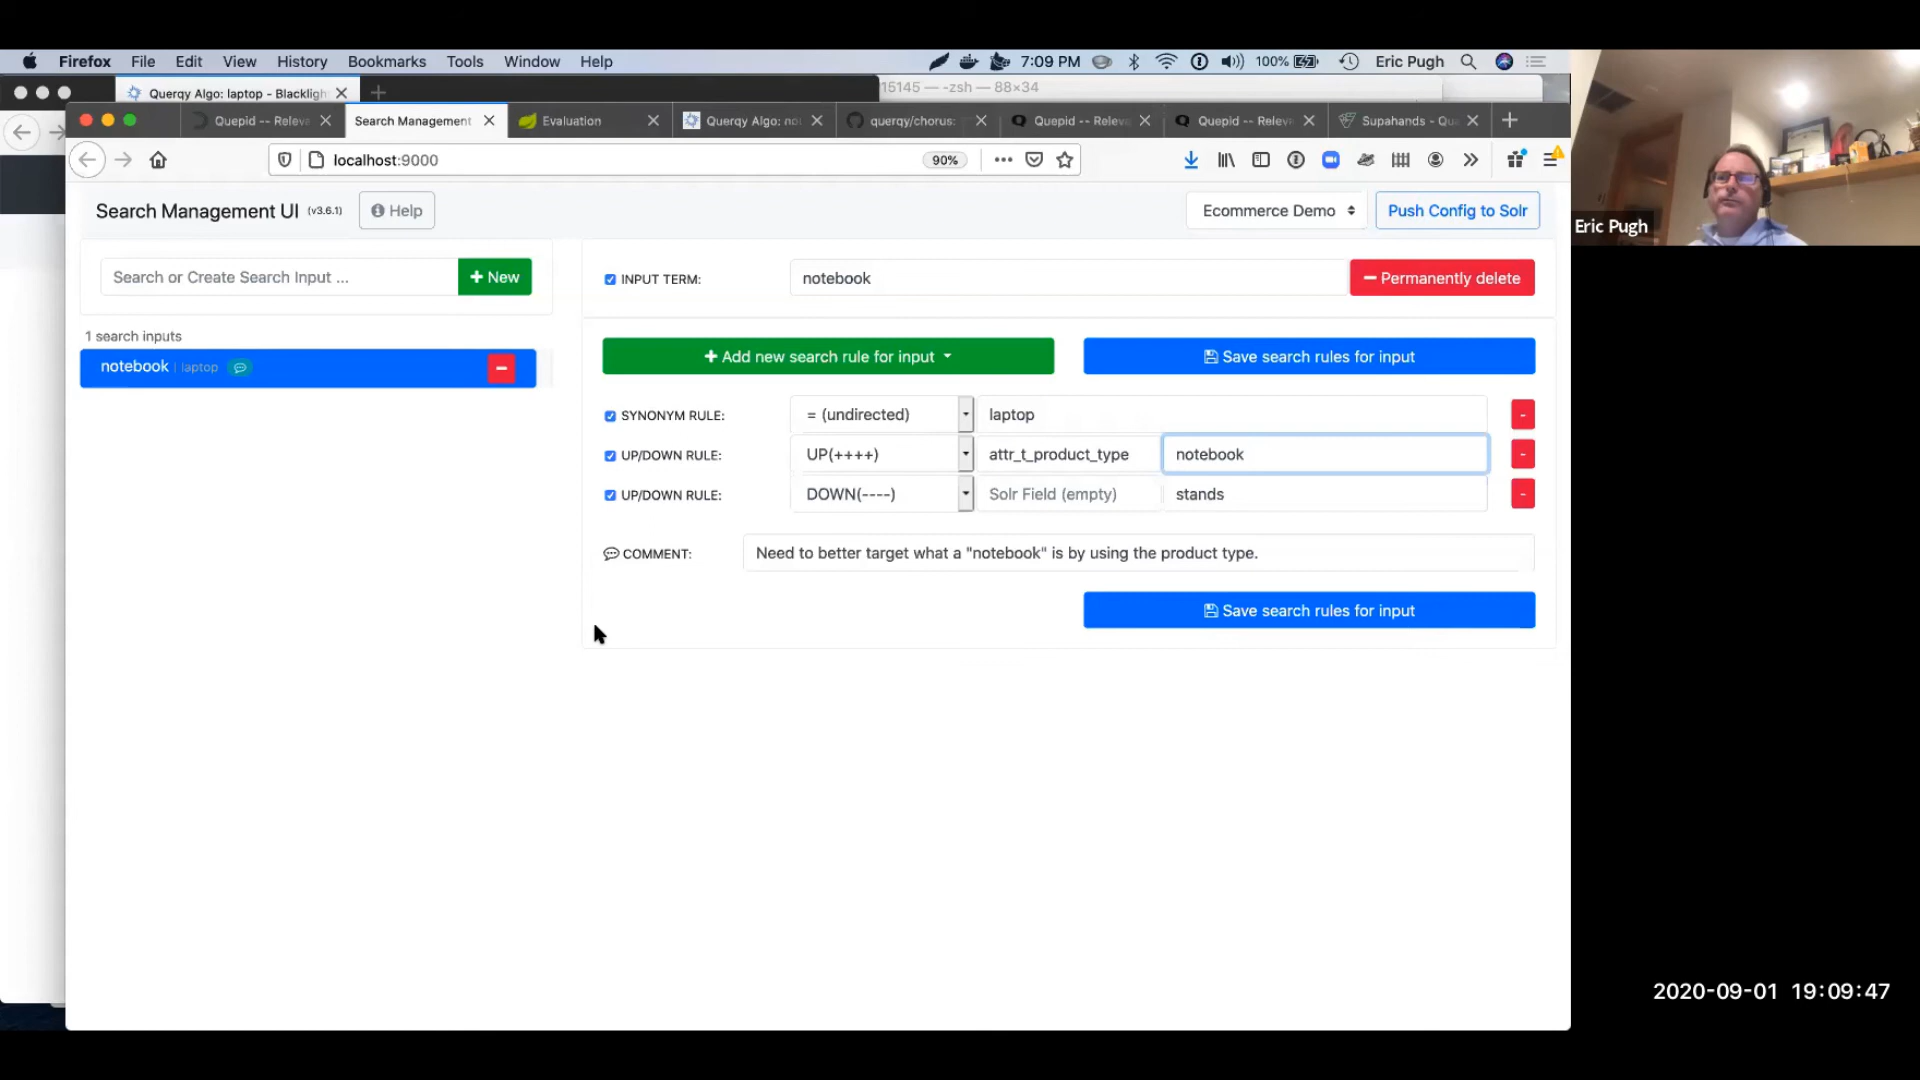 Firefox File Edit View History Bookmarks Tools Window Help 7:09 PM 100% Eric Pugh
Querqy Algo: laptop - Blacklight
15145 — -zsh — 88×34
Quepid -- Releva
Search Management
Evaluation
Querqy Algo: no
querqy/chorus:
Quepid -- Releva
Quepid -- Releva
Supahands - Qu
localhost:9000
90%
Search Management UI (v3.6.1) Help
Ecommerce Demo
Push Config to Solr
Eric Pugh
Search or Create Search Input ...
+ New
INPUT TERM: notebook
Permanently delete
1 search inputs
notebook | laptop
Add new search rule for input
Save search rules for input
SYNONYM RULE: = (undirected) laptop -
UP/DOWN RULE: UP(++++) attr_t_product_type notebook -
UP/DOWN RULE: DOWN(----) Solr Field (empty) stands -
COMMENT: Need to better target what a "notebook" is by using the product type.
Save search rules for input
2020-09-01 19:09:47